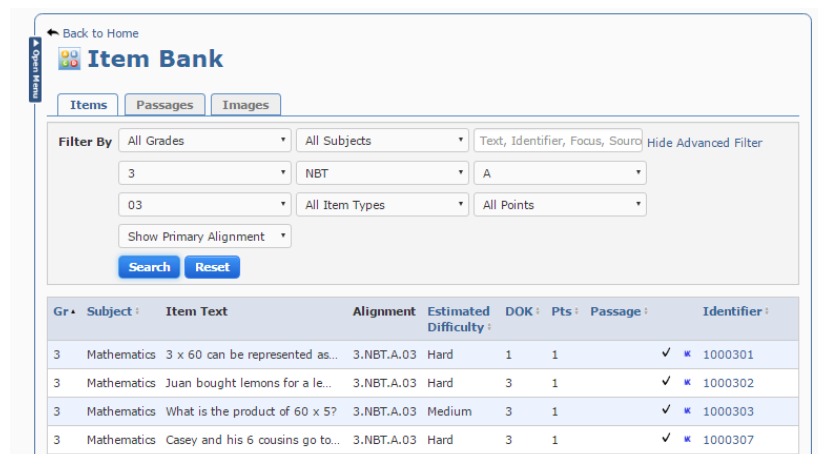 Back to Home
Open Menu
Item Bank
Items Passages Images
Filter By All Grades All Subjects Text, Identifier, Focus, Sourc Hide Advanced Filter
3 NBT A
03 All Item Types All Points
Show Primary Alignment
Search Reset
Gr Subject Item Text Alignment Estimated DOK Pts Passage Identifier
Difficulty
3 Mathematics 3 x 60 can be represented as... 3.NBT.A.03 Hard 1 1 1000301
3 Mathematics Juan bought lemons for a le... 3.NBT.A.03 Hard 3 1 1000302
3 Mathematics What is the product of 60 x 5? 3.NBT.A.03 Medium 3 1 1000303
3 Mathematics Casey and his 6 cousins go to... 3.NBT.A.03 Hard 3 1 1000307